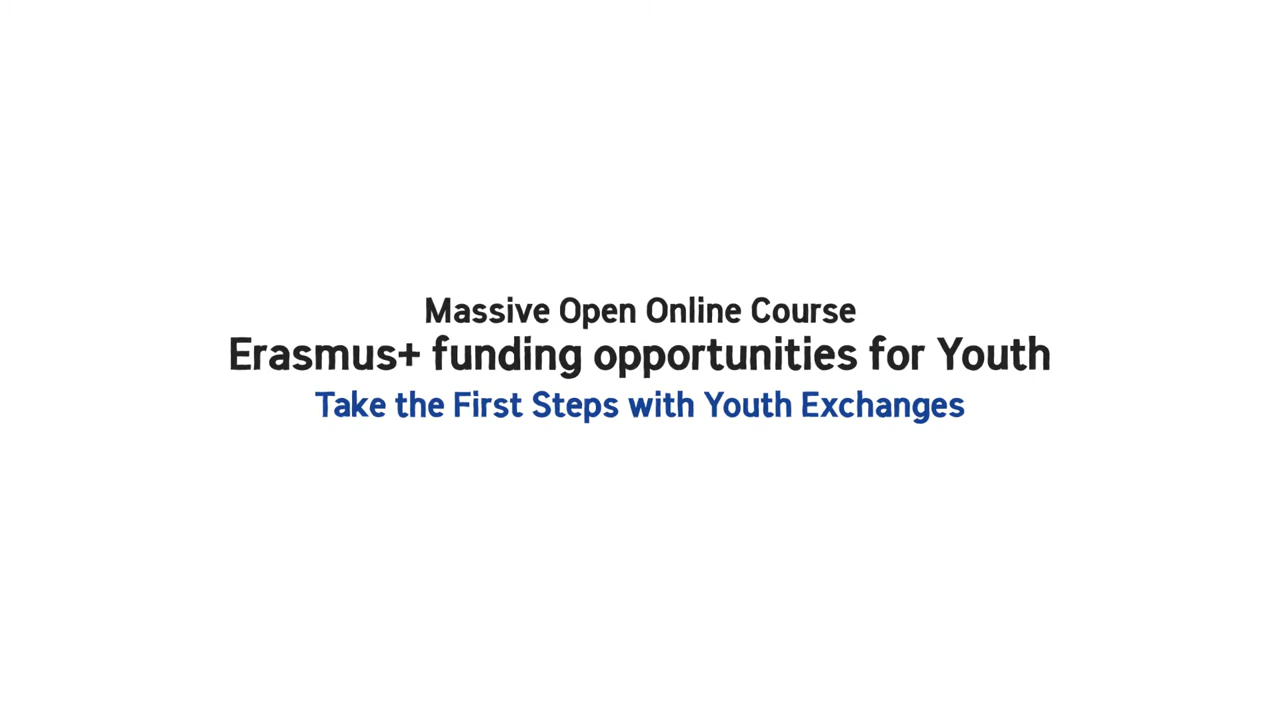 Massive Open Online Course
Erasmus+ funding opportunities for Youth
Take the First Steps with Youth Exchanges